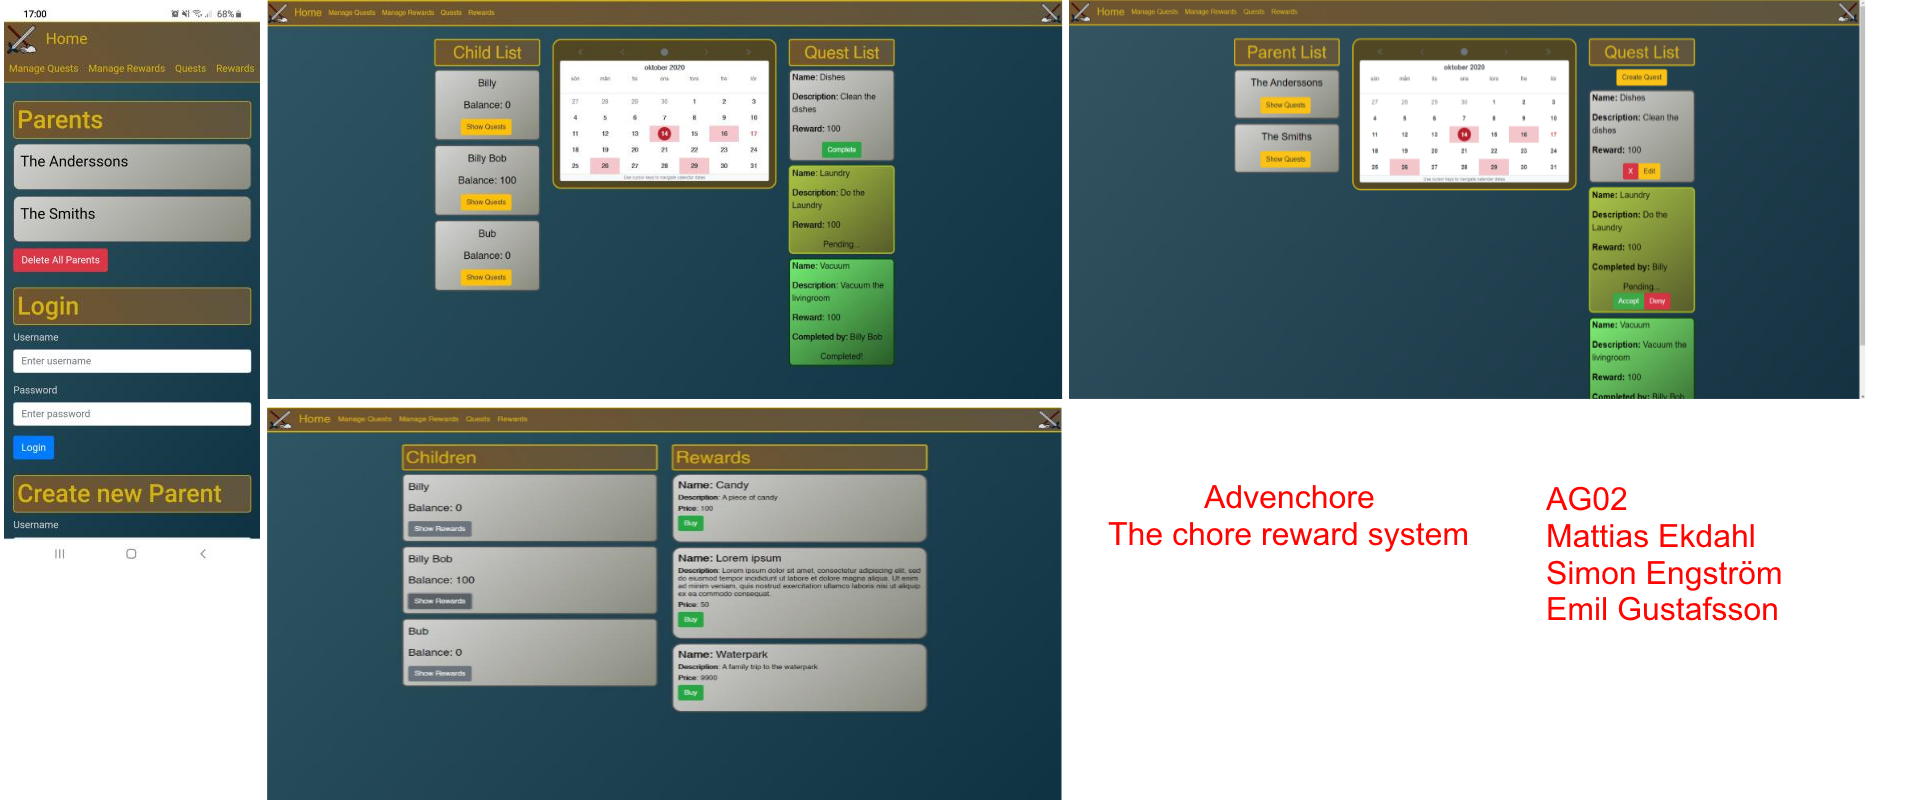 17:00
68%
Home
Manage Quests Manage Rewards Quests Rewards
Parents
The Anderssons
The Smiths
Delete All Parents
Login
Username
Enter username
Password
Enter password
Login
Create new Parent
Username
Home Manage Quests Manage Rewards Quests Rewards
Child List
Billy
Balance: 0
Show Quests
Billy Bob
Balance: 100
Show Quests
Bub
Balance: 0
Show Quests
oktober 2020
sön mån tis ons tors fre lör
27 28 29 30 1 2 3
4 5 6 7 8 9 10
11 12 13 14 15 16 17
18 19 20 21 22 23 24
25 26 27 28 29 30 31
Use cursor keys to navigate calendar dates
Quest List
Name: Dishes
Description: Clean the
dishes
Reward: 100
Complete
Name: Laundry
Description: Do the
Laundry
Reward: 100
Pending...
Name: Vacuum
Description: Vacuum the
livingroom
Reward: 100
Completed by: Billy Bob
Completed!
Home Manage Quests Manage Rewards Quests Rewards
Parent List
The Anderssons
Show Quests
The Smiths
Show Quests
oktober 2020
sön mån tis ons tors fre lör
27 28 29 30 1 2 3
4 5 6 7 8 9 10
11 12 13 14 15 16 17
18 19 20 21 22 23 24
25 26 27 28 29 30 31
Use cursor keys to navigate calendar dates
Quest List
Create Quest
Name: Dishes
Description: Clean the
dishes
Reward: 100
X Edit
Name: Laundry
Description: Do the
Laundry
Reward: 100
Completed by: Billy
Pending...
Accept Deny
Name: Vacuum
Description: Vacuum the
livingroom
Reward: 100
Completed by: Billy Bob
Home Manage Quests Manage Rewards Quests Rewards
Children
Billy
Balance: 0
Show Rewards
Billy Bob
Balance: 100
Show Rewards
Bub
Balance: 0
Show Rewards
Rewards
Name: Candy
Description: A piece of candy
Price: 100
Buy
Name: Lorem ipsum
Description: Lorem ipsum dolor sit amet, consectetur adipiscing elit, sed
do eiusmod tempor incididunt ut labore et dolore magna aliqua. Ut enim
ad minim veniam, quis nostrud exercitation ullamco laboris nisi ut aliquip
ex ea commodo consequat.
Price: 50
Buy
Name: Waterpark
Description: A family trip to the waterpark
Price: 9900
Buy
Advenchore
The chore reward system
AG02
Mattias Ekdahl
Simon Engström
Emil Gustafsson